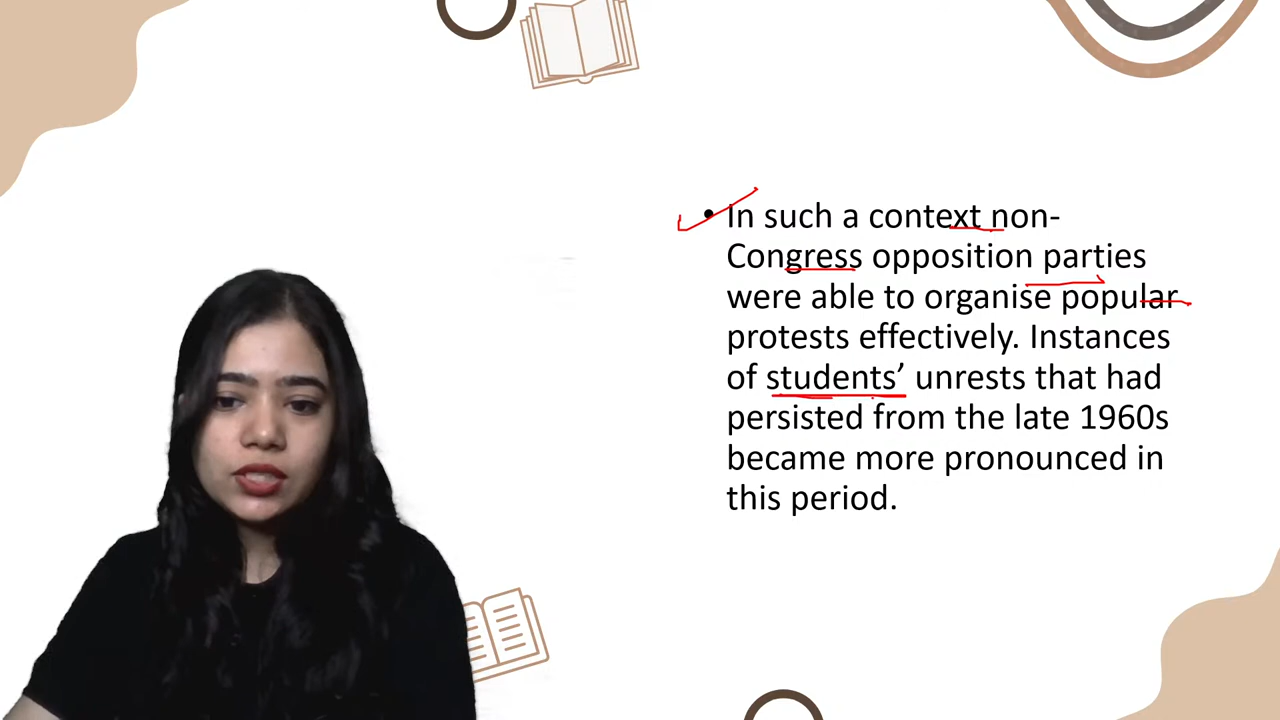 • In such a context non-
Congress opposition parties
were able to organise popular
protests effectively. Instances
of students’ unrests that had
persisted from the late 1960s
became more pronounced in
this period.